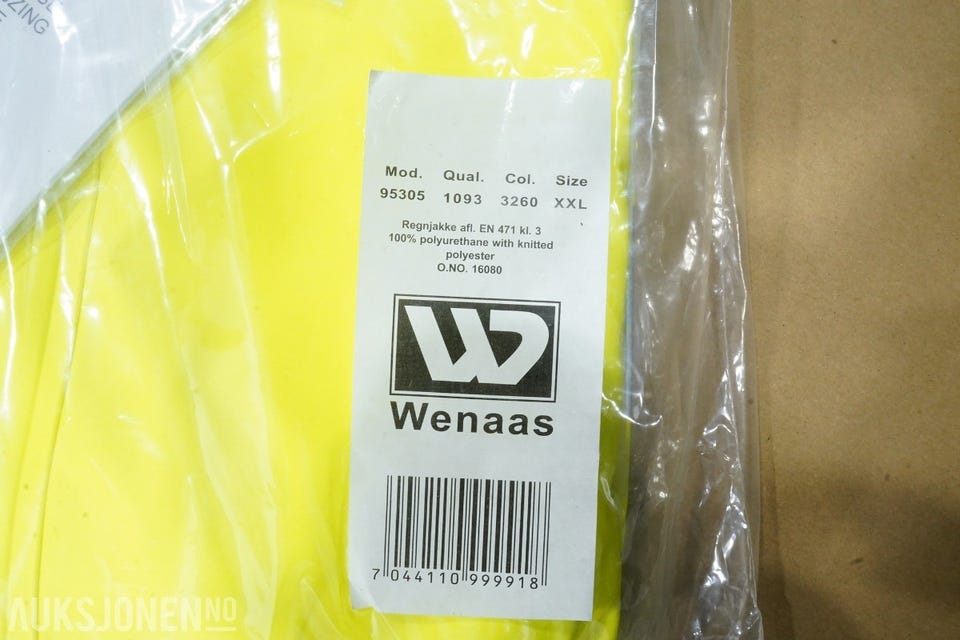 ZING
Mod. Qual. Col. Size
95305 1093 3260 XXL
Regnjakke afl. EN 471 kl. 3
100% polyurethane with knitted
polyester
O.NO. 16080
W
Wenaas
7 044110 999918
AUKSJONEN.NO